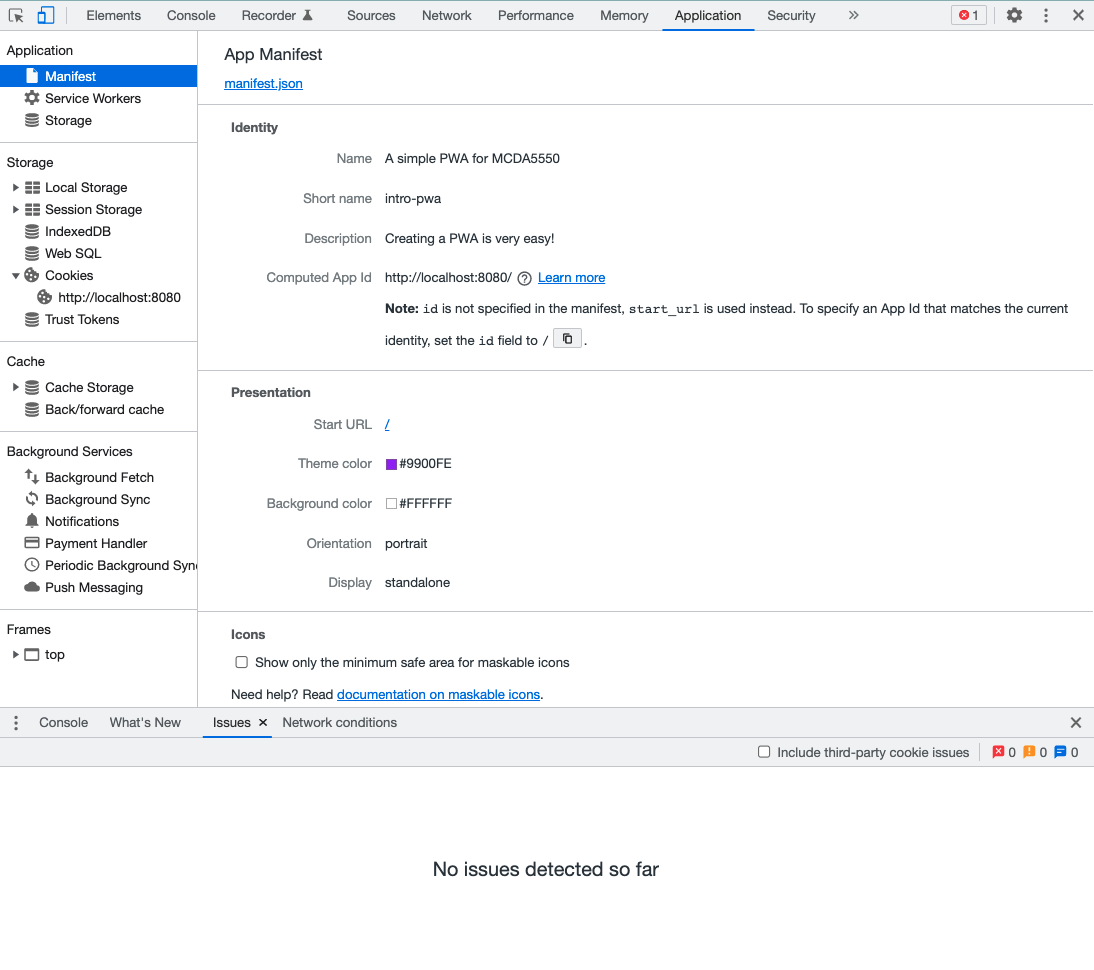 Elements Console Recorder Sources Network Performance Memory Application Security » 1
Application
Manifest
Service Workers
Storage
Storage
Local Storage
Session Storage
IndexedDB
Web SQL
Cookies
http://localhost:8080
Trust Tokens
Cache
Cache Storage
Back/forward cache
Background Services
Background Fetch
Background Sync
Notifications
Payment Handler
Periodic Background Syn
Push Messaging
Frames
top
App Manifest
manifest.json
Identity
Name A simple PWA for MCDA5550
Short name intro-pwa
Description Creating a PWA is very easy!
Computed App Id http://localhost:8080/ ? Learn more
Note: id is not specified in the manifest, start_url is used instead. To specify an App Id that matches the current
identity, set the id field to / .
Presentation
Start URL /
Theme color #9900FE
Background color #FFFFFF
Orientation portrait
Display standalone
Icons
Show only the minimum safe area for maskable icons
Need help? Read documentation on maskable icons.
Console What's New Issues × Network conditions
Include third-party cookie issues 0 0 0
No issues detected so far